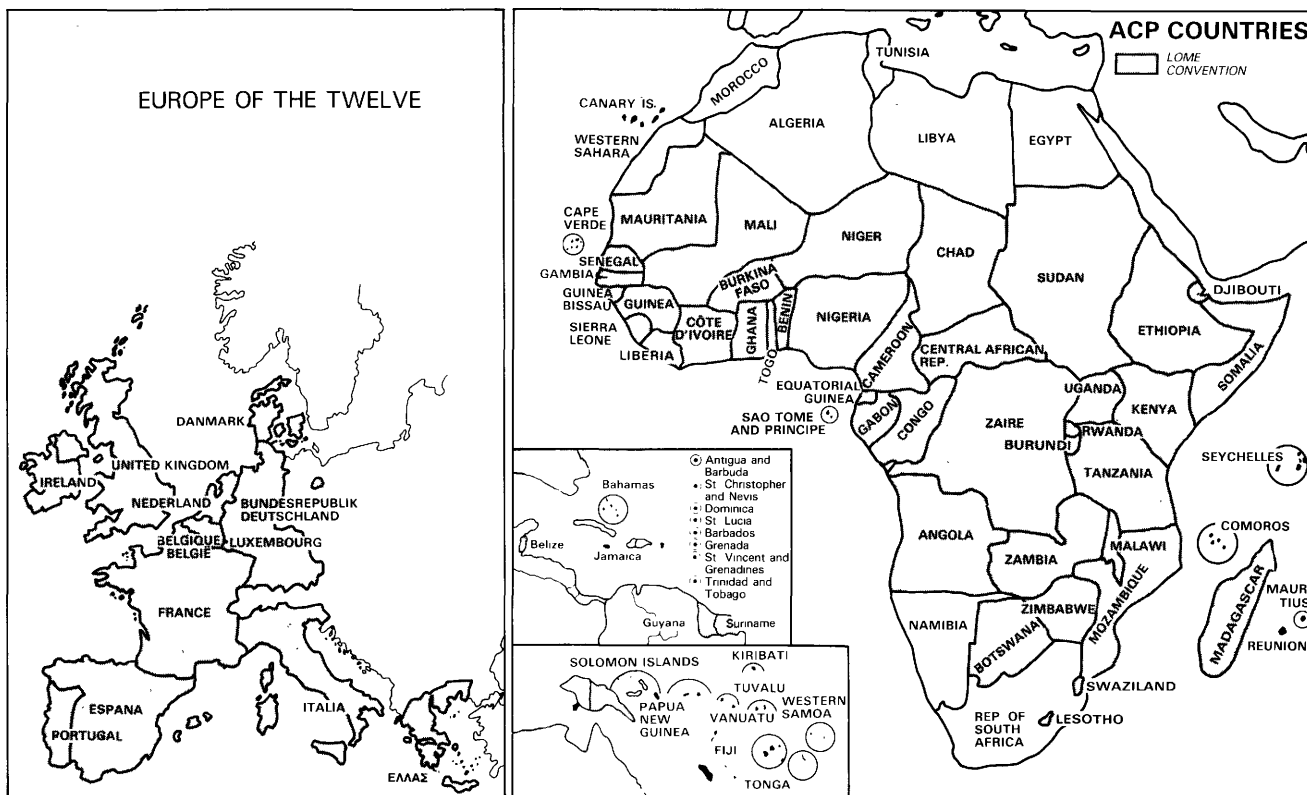 EUROPE OF THE TWELVE
DANMARK
UNITED KINGDOM
IRELAND
NEDERLAND
BUNDESREPUBLIK
DEUTSCHLAND
BELGIQUE
BELGIË
LUXEMBOURG
FRANCE
ESPANA
PORTUGAL
ITALIA
ΕΛΛΑΣ
ACP COUNTRIES
LOME
CONVENTION
TUNISIA
MOROCCO
CANARY IS.
ALGERIA
WESTERN
SAHARA
LIBYA
EGYPT
CAPE
VERDE
MAURITANIA
MALI
NIGER
CHAD
SUDAN
SENEGAL
GAMBIA
BURKINA
FASO
DJIBOUTI
GUINEA
BISSAU
GUINEA
CÔTE
D'IVOIRE
GHANA
BENIN
NIGERIA
ETHIOPIA
SIERRA
LEONE
LIBERIA
TOGO
CAMEROON
CENTRAL AFRICAN
REP.
SOMALIA
EQUATORIAL
GUINEA
UGANDA
KENYA
SAO TOME
AND PRINCIPE
GABON
CONGO
ZAIRE
RWANDA
BURUNDI
TANZANIA
SEYCHELLES
ANGOLA
COMOROS
ZAMBIA
MALAWI
MOZAMBIQUE
MADAGASCAR
MAURI
TIUS
REUNION
ZIMBABWE
NAMIBIA
BOTSWANA
SWAZILAND
LESOTHO
REP OF
SOUTH
AFRICA
Bahamas
Belize
Jamaica
Guyana
Suriname
Antigua and
Barbuda
St Christopher
and Nevis
Dominica
St Lucia
Barbados
Grenada
St Vincent and
Grenadines
Trinidad and
Tobago
SOLOMON ISLANDS
KIRIBATI
TUVALU
PAPUA
NEW
GUINEA
VANUATU
WESTERN
SAMOA
FIJI
TONGA